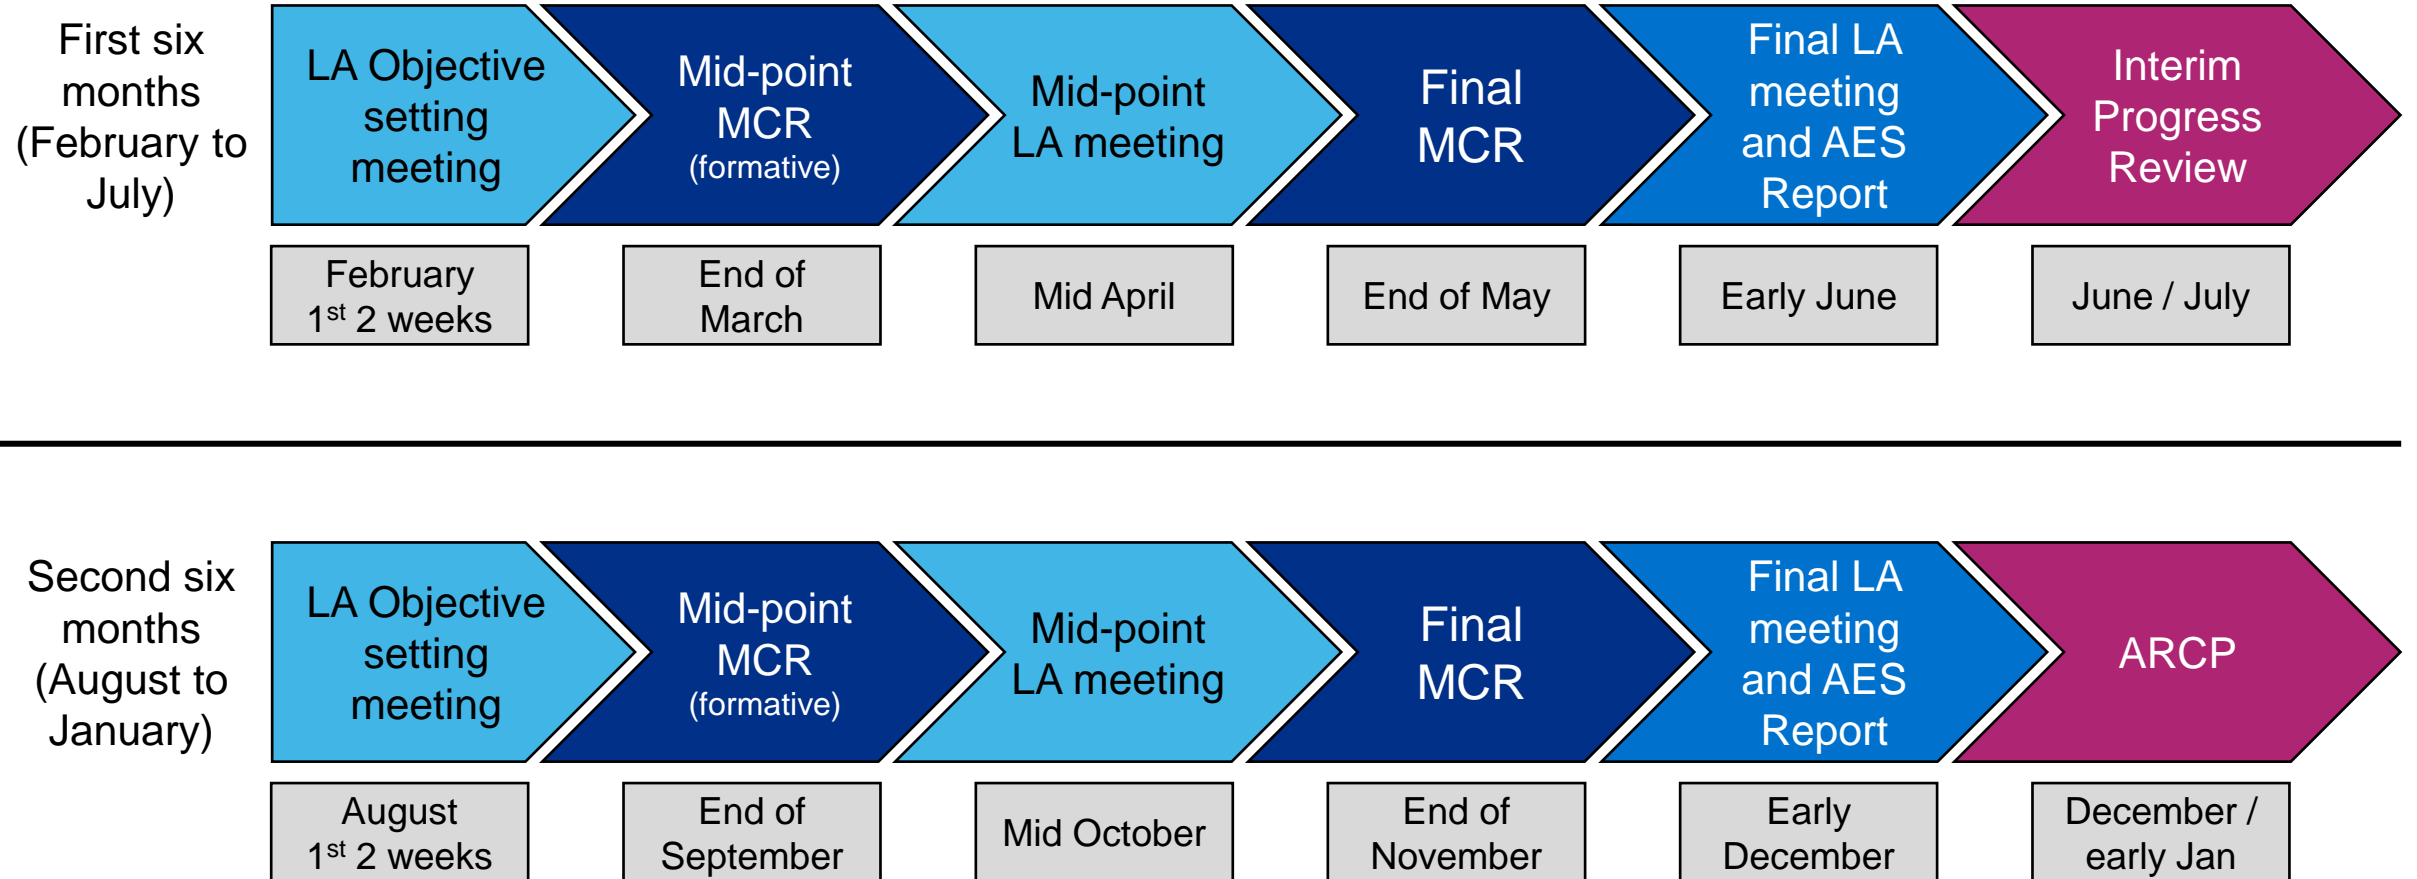 First six
months
(February to
July)
LA Objective
setting
meeting
Mid-point
MCR
(formative)
Mid-point
LA meeting
Final
MCR
Final LA
meeting
and AES
Report
Interim
Progress
Review
February
1st 2 weeks
End of
March
Mid April
End of May
Early June
June / July
Second six
months
(August to
January)
LA Objective
setting
meeting
Mid-point
MCR
(formative)
Mid-point
LA meeting
Final
MCR
Final LA
meeting
and AES
Report
ARCP
August
1st 2 weeks
End of
September
Mid October
End of
November
Early
December
December /
early Jan